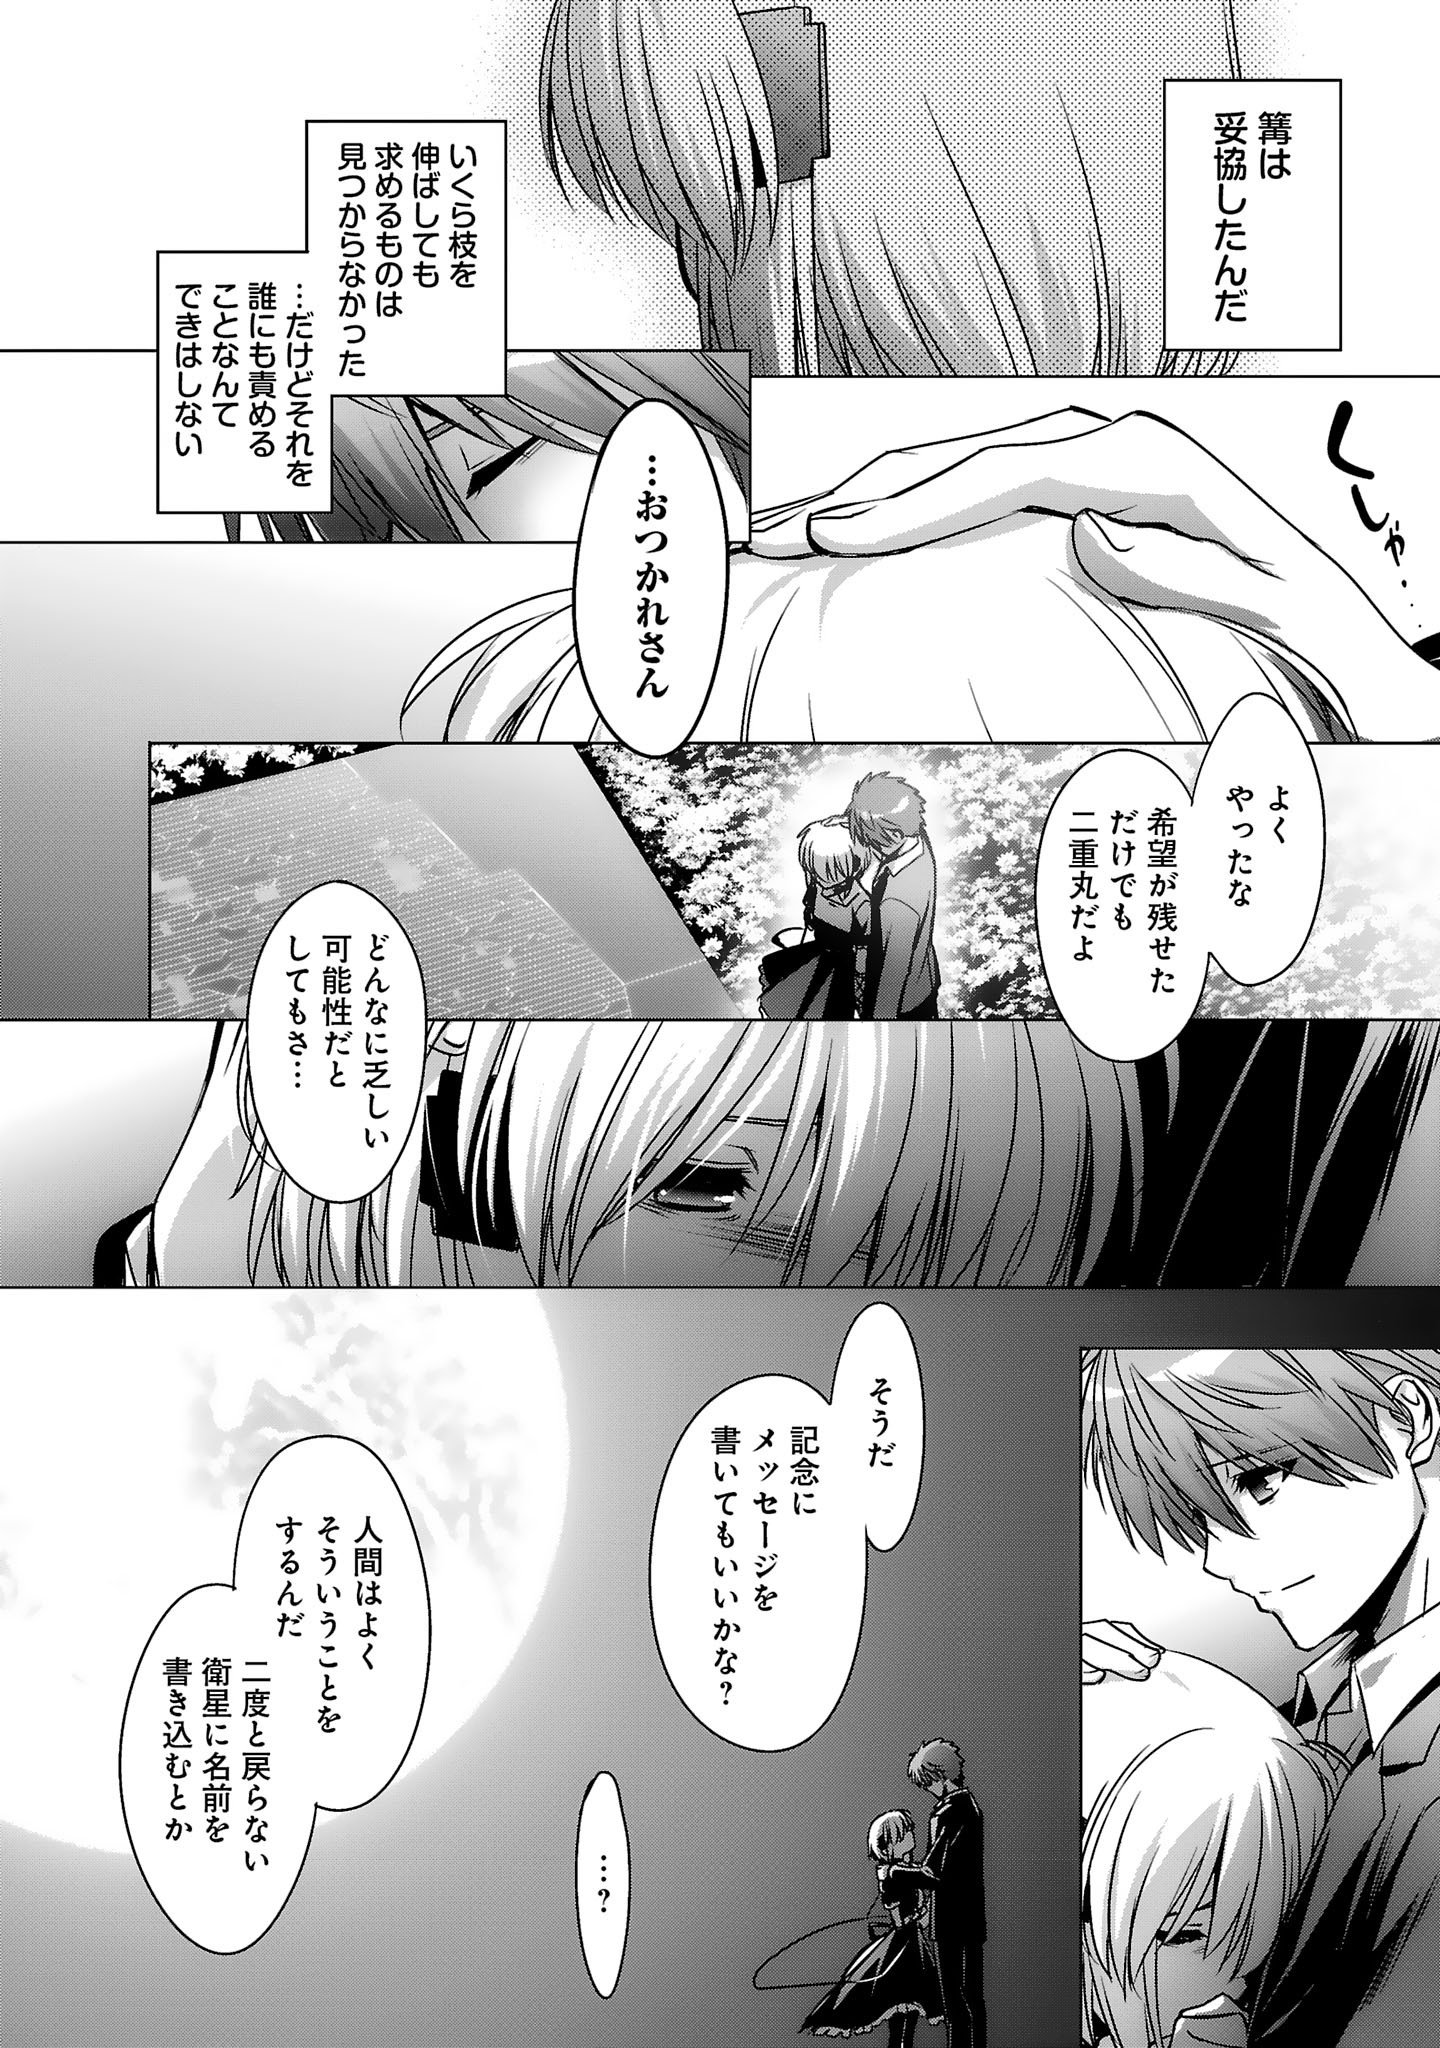 篝は
妥協したんだ
いくら枝を
伸ばしても
求めるものは
見つからなかった
…だけどそれを
誰にも責める
ことなんて
できはしない
くしゃ…
…おつかれさん
よく
やったな
希望が残せた
だけでも
二重丸だよ
どんなに乏しい
可能性だと
してもさ…
そうだ
記念に
メッセージを
書いてもいいかな？
…？
人間はよく
そういうことを
するんだ
二度と戻らない
衛星に名前を
書き込むとか